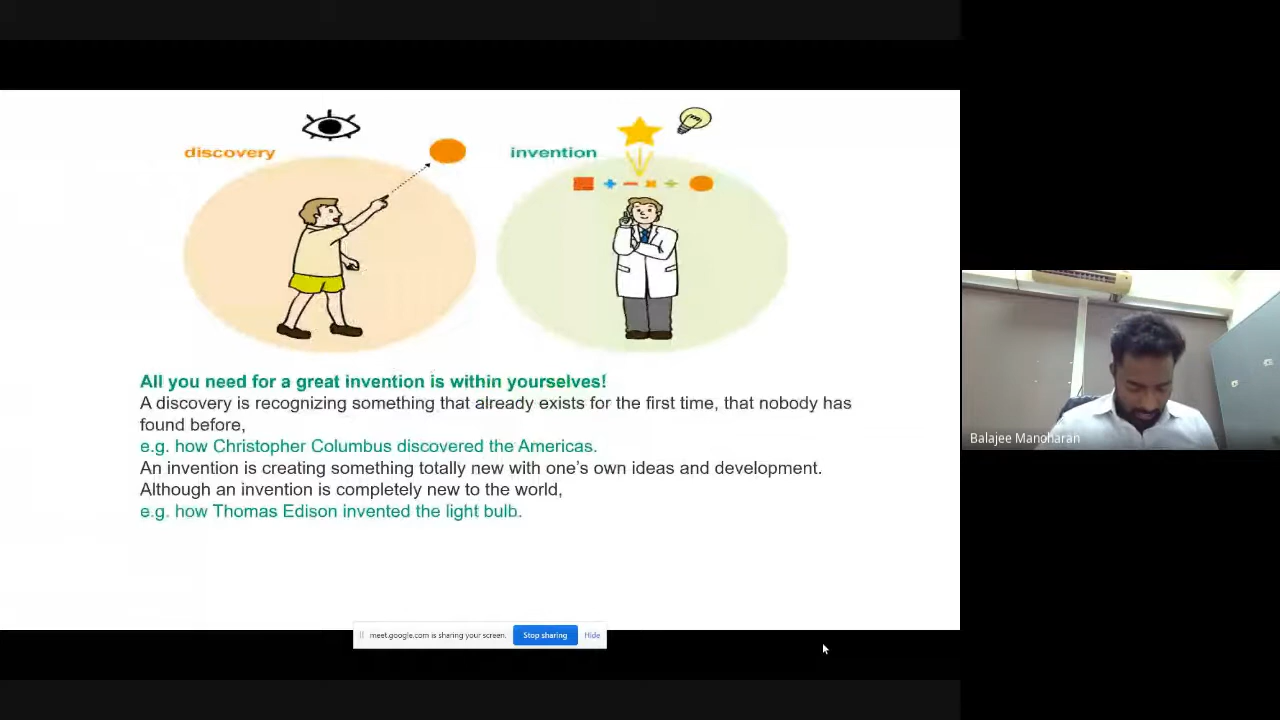 discovery
invention
All you need for a great invention is within yourselves!
A discovery is recognizing something that already exists for the first time, that nobody has
found before,
e.g. how Christopher Columbus discovered the Americas.
An invention is creating something totally new with one's own ideas and development.
Although an invention is completely new to the world,
e.g. how Thomas Edison invented the light bulb.
Balajee Manoharan
meet.google.com is sharing your screen.
Stop sharing
Hide